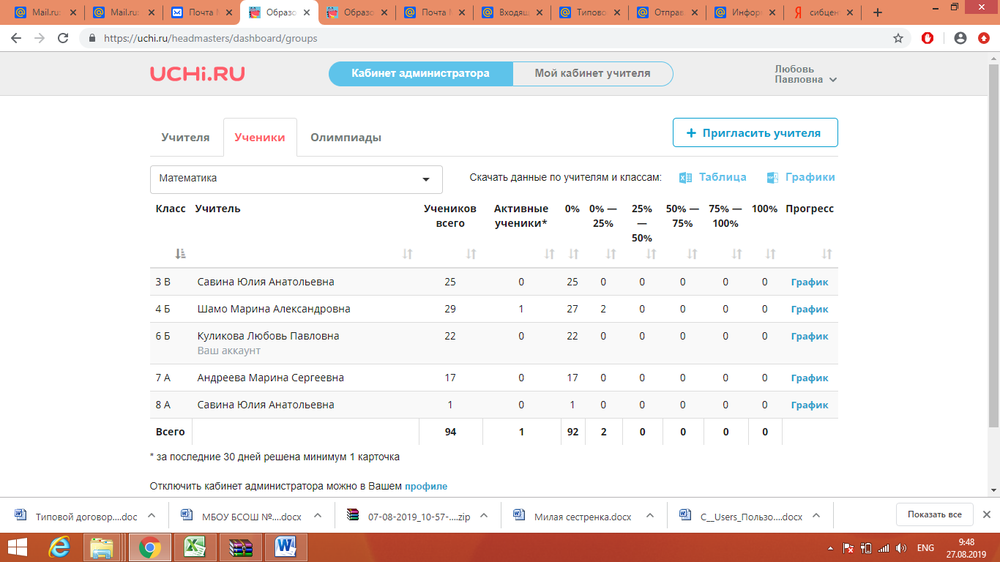 Mail.ru:
Mail.ru:
Почта М
Образо
Образо
Почта М
Входящ
Типово
Отправ
Информ
сибцен
https://uchi.ru/headmasters/dashboard/groups
UCHi.RU
Кабинет администратора
Мой кабинет учителя
Любовь
Павловна
Учителя
Ученики
Олимпиады
+ Пригласить учителя
Математика
Скачать данные по учителям и классам:
Таблица
Графики
Класс Учитель Учеников всего Активные ученики* 0% 0% — 25% 25% — 50% 50% — 75% 75% — 100% 100% Прогресс
3 В Савина Юлия Анатольевна 25 0 25 0 0 0 0 0 График
4 Б Шамо Марина Александровна 29 1 27 2 0 0 0 0 График
6 Б Куликова Любовь Павловна 22 0 22 0 0 0 0 0 График
Ваш аккаунт
7 А Андреева Марина Сергеевна 17 0 17 0 0 0 0 0 График
8 А Савина Юлия Анатольевна 1 0 1 0 0 0 0 0 График
Всего 94 1 92 2 0 0 0 0
* за последние 30 дней решена минимум 1 карточка
Отключить кабинет администратора можно в Вашем профиле
Типовой договор....doc
МБОУ БСОШ №....docx
07-08-2019_10-57-....zip
Милая сестренка.docx
C__Users_Пользо....docx
Показать все
ENG
9:48
27.08.2019